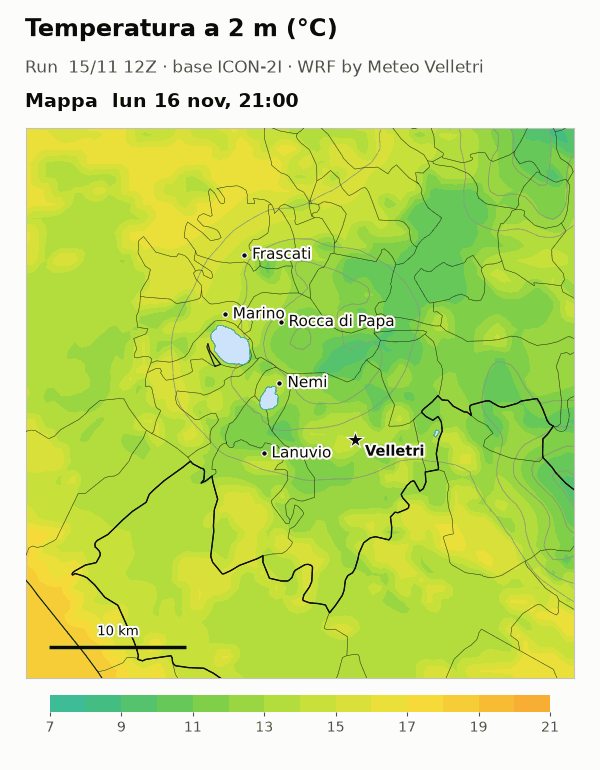 Temperatura a 2 m (°C)
Run  15/11 12Z · base ICON-2I · WRF by Meteo Velletri
Mappa  lun 16 nov, 21:00
Frascati
Marino
Rocca di Papa
Nemi
Velletri
Lanuvio
10 km
7 9 11 13 15 17 19 21